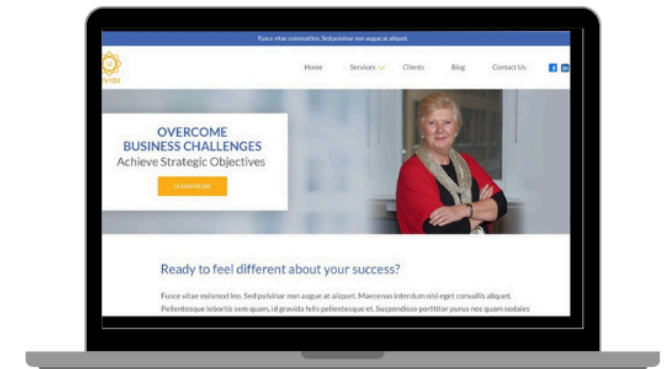 Fusce vitae euismod leo. Sed pulvinar non augue at aliquet.
Home Services Clients Blog Contact Us
OVERCOME
BUSINESS CHALLENGES
Achieve Strategic Objectives
LEARN MORE
Ready to feel different about your success?
Fusce vitae euismod leo. Sed pulvinar non augue at aliquet. Maecenas interdum nisi eget convallis aliquet.
Pellentesque lobortis sem quam, id gravida felis pellentesque et. Suspendisse porttitor purus nec quam sodales